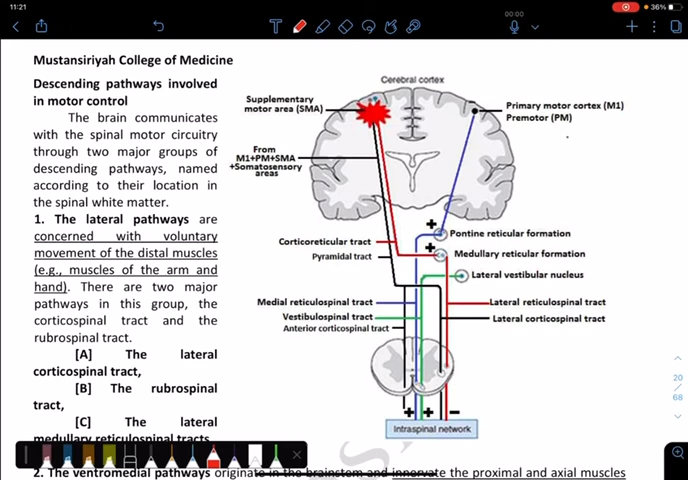 11:21
00:00
36%
Mustansiriyah College of Medicine
Descending pathways involved
in motor control
The brain communicates
with the spinal motor circuitry
through two major groups of
descending pathways, named
according to their location in
the spinal white matter.
1. The lateral pathways are
concerned with voluntary
movement of the distal muscles
(e.g., muscles of the arm and
hand). There are two major
pathways in this group, the
corticospinal tract and the
rubrospinal tract.
[A] The lateral
corticospinal tract,
[B] The rubrospinal
tract,
[C] The lateral
medullary reticulospinal tracts
2. The ventromedial pathways originate in the brainstem and innervate the proximal and axial muscles
Cerebral cortex
Supplementary
motor area (SMA)
Primary motor cortex (M1)
Premotor (PM)
From
M1+PM+SMA
+Somatosensory
areas
+
Pontine reticular formation
Corticoreticular tract
+
Medullary reticular formation
Pyramidal tract
Lateral vestibular nucleus
Medial reticulospinal tract
Lateral reticulospinal tract
Vestibulospinal tract
Lateral corticospinal tract
Anterior corticospinal tract
+ + −
Intraspinal network
20
/
68